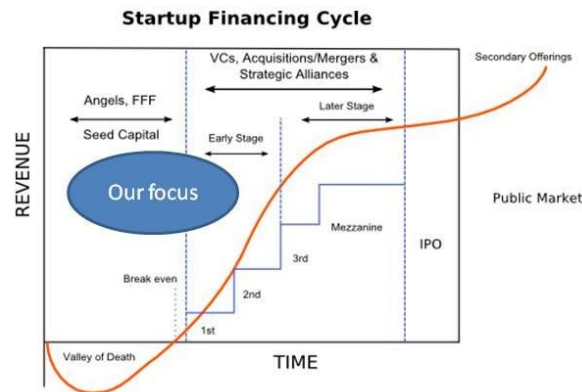 Startup Financing Cycle
VCs, Acquisitions/Mergers &
Strategic Alliances
Secondary Offerings
Angels, FFF
Seed Capital
Early Stage
Later Stage
Our focus
REVENUE
Public Market
Mezzanine
IPO
3rd
Break even
2nd
1st
Valley of Death
TIME